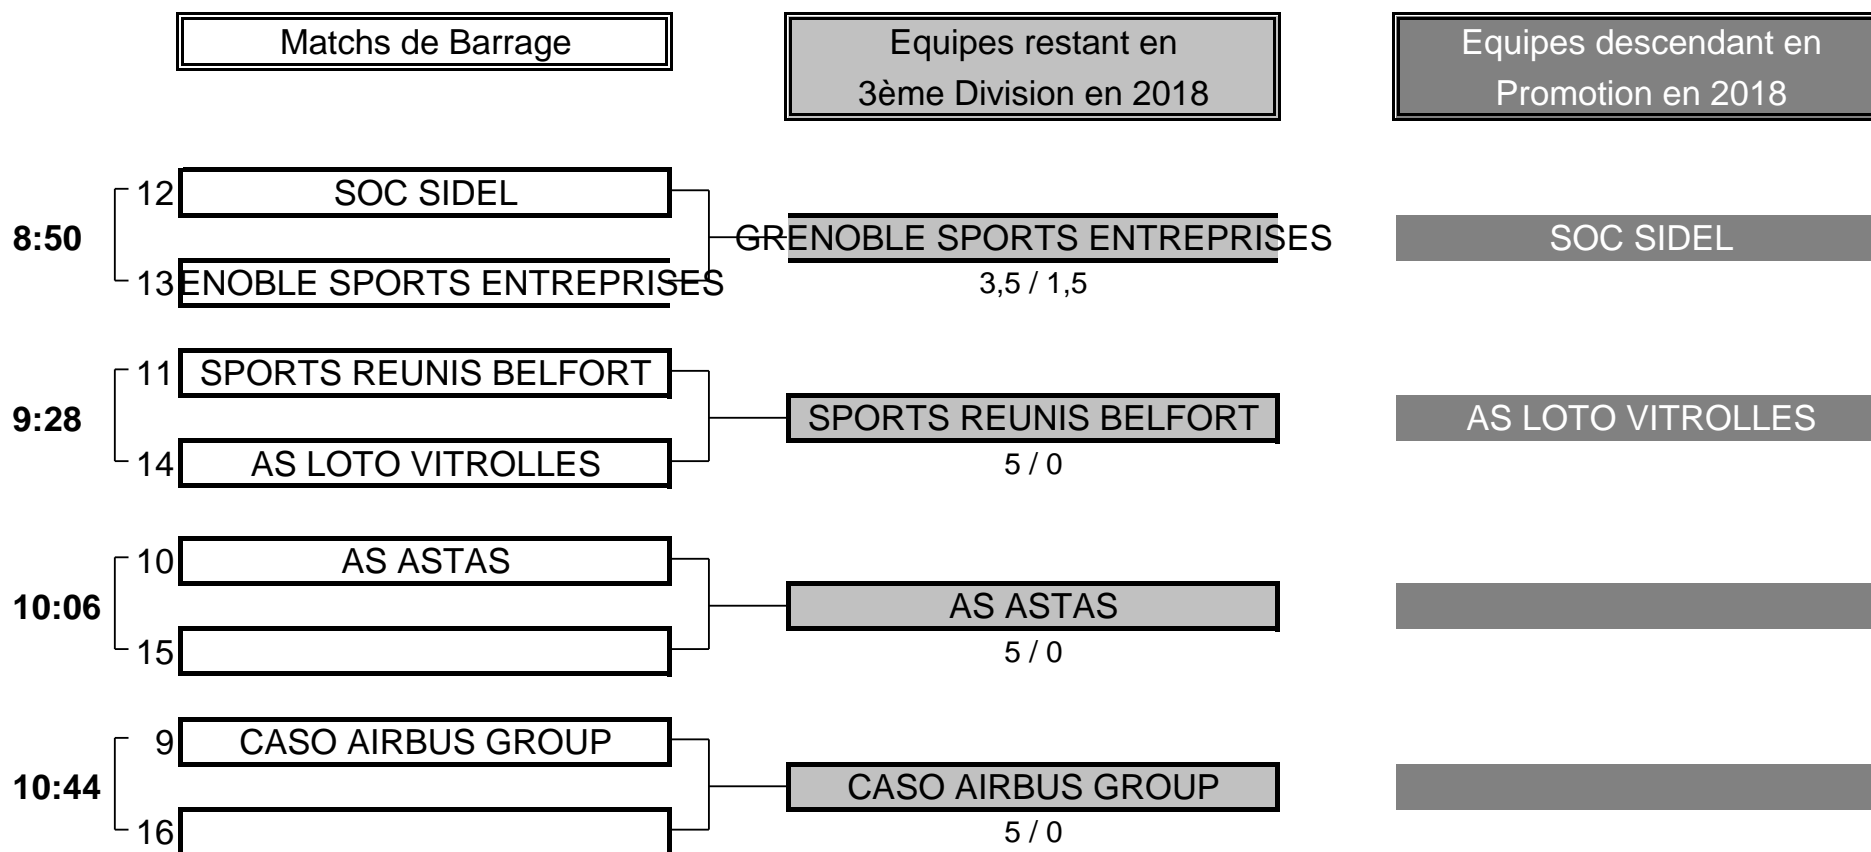 Matchs de Barrage
Equipes restant en
3ème Division en 2018
Equipes descendant en
Promotion en 2018
12
SOC SIDEL
8:50
GRENOBLE SPORTS ENTREPRISES
SOC SIDEL
13
ENOBLE SPORTS ENTREPRISES
3,5 / 1,5
11
SPORTS REUNIS BELFORT
9:28
SPORTS REUNIS BELFORT
AS LOTO VITROLLES
14
AS LOTO VITROLLES
5 / 0
10
AS ASTAS
10:06
AS ASTAS
15
5 / 0
9
CASO AIRBUS GROUP
10:44
CASO AIRBUS GROUP
16
5 / 0